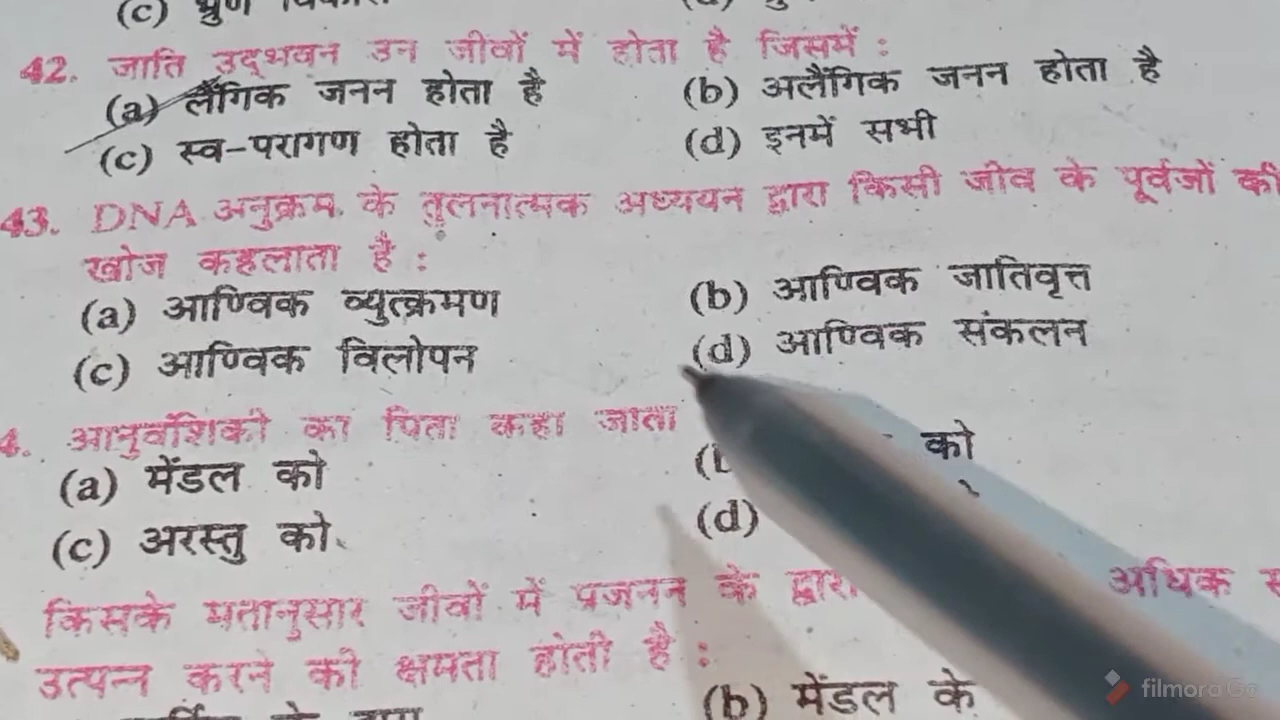 (c) भ्रूण विकास
42. जाति उद्भवन उन जीवों में होता है जिसमें :
(a) लैंगिक जनन होता है (b) अलैंगिक जनन होता है
(c) स्व-परागण होता है (d) इनमें सभी
43. DNA अनुक्रम के तुलनात्मक अध्ययन द्वारा किसी जीव के पूर्वजों की
खोज कहलाता है :
(a) आण्विक व्युत्क्रमण (b) आण्विक जातिवृत्त
(c) आण्विक विलोपन (d) आण्विक संकलन
4. आनुवंशिकी का पिता कहा जाता
(a) मेंडल को को
(c) अरस्तु को (d)
किसके मतानुसार जीवों में प्रजनन के द्वारा अधिक
उत्पन्न करने की क्षमता होती है :
(b) मेंडल के
filmora Go